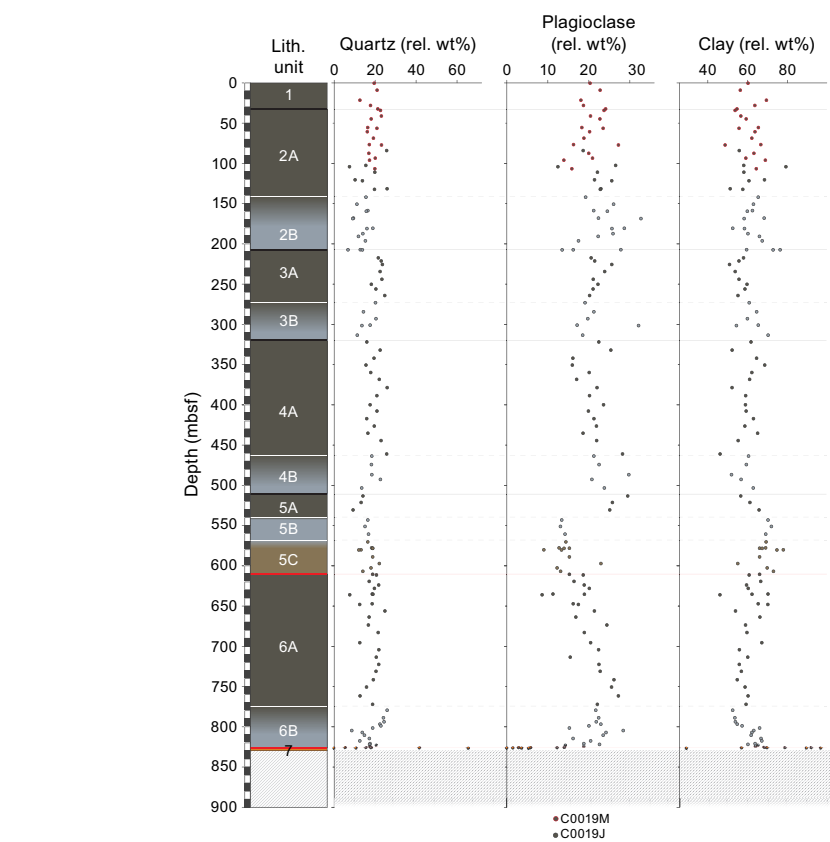 Lith.
unit
Quartz (rel. wt%)
Plagioclase
(rel. wt%)
Clay (rel. wt%)
0 20 40 60
0 10 20 30
40 60 80
Depth (mbsf)
0
50
100
150
200
250
300
350
400
450
500
550
600
650
700
750
800
850
900
1
2A
2B
3A
3B
4A
4B
5A
5B
5C
6A
6B
7
C0019M
C0019J